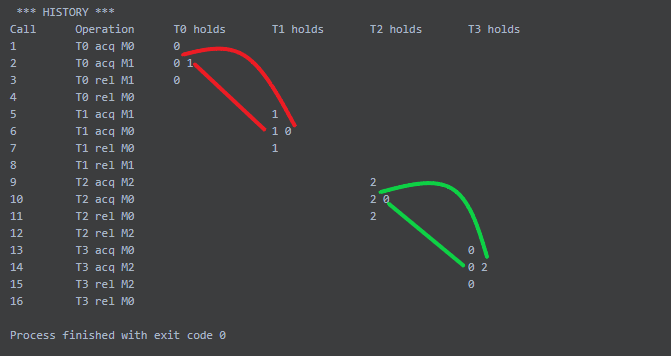 *** HISTORY ***
Call Operation T0 holds T1 holds T2 holds T3 holds
1 T0 acq M0 0
2 T0 acq M1 0 1
3 T0 rel M1 0
4 T0 rel M0
5 T1 acq M1 1
6 T1 acq M0 1 0
7 T1 rel M0 1
8 T1 rel M1
9 T2 acq M2 2
10 T2 acq M0 2 0
11 T2 rel M0 2
12 T2 rel M2
13 T3 acq M0 0
14 T3 acq M2 0 2
15 T3 rel M2 0
16 T3 rel M0
Process finished with exit code 0